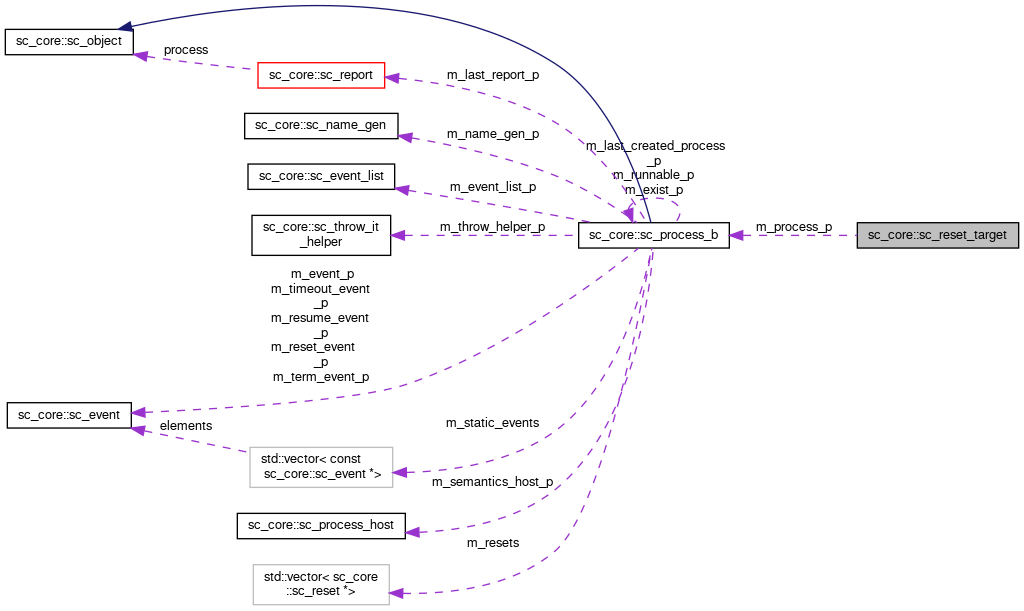 sc_core::sc_object
process
sc_core::sc_report
m_last_report_p
sc_core::sc_name_gen
m_name_gen_p
m_last_created_process
_p
m_runnable_p
m_exist_p
sc_core::sc_event_list
m_event_list_p
sc_core::sc_throw_it
_helper
m_throw_helper_p
sc_core::sc_process_b
m_process_p
sc_core::sc_reset_target
m_event_p
m_timeout_event
_p
m_resume_event
_p
m_reset_event
_p
m_term_event_p
sc_core::sc_event
elements
m_static_events
std::vector< const
sc_core::sc_event *>
m_semantics_host_p
sc_core::sc_process_host
m_resets
std::vector< sc_core
::sc_reset *>